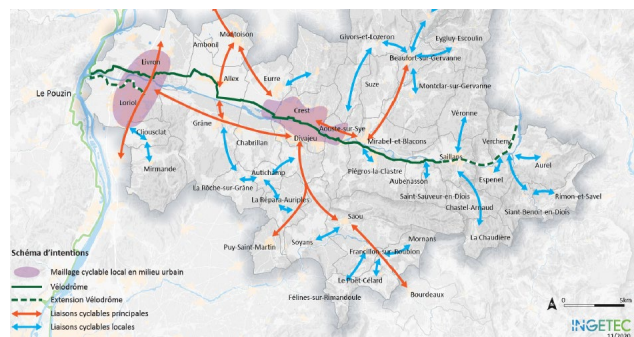 Montoison
Ambouil
Givors-et-Lozeron
Eygluy-Escoulin
Beaufort-sur-Gervanne
Livron
Allex
Eurre
Suze
Montclar-sur-Gervanne
Le Pouzin
Loriol
Crest
Véronne
Grâne
Aouste-sur-Sye
Cliousclat
Chabrillan
Divajeu
Mirabel-et-Blacons
Vercheny
Saillans
Mirmande
Autichamp
Piégros-la-Clastre
Aurel
Aubenasson
Espenel
La Roche-sur-Grâne
Saint-Sauveur-en-Diois
Rimon-et-Savel
La Répara-Auriples
Chastel-Arnaud
Siant-Benoit-en-Diois
Saou
La Chaudière
Puy-Saint-Martin
Soyans
Mornans
Francillon-sur-Roubion
Le Poët-Célard
Félines-sur-Rimandoule
Bourdeaux
Schéma d'intentions
Maillage cyclable local en milieu urbain
Vélodrôme
Extension Vélodrôme
Liaisons cyclables principales
Liaisons cyclables locales
0 5km
INGETEC
11/2020